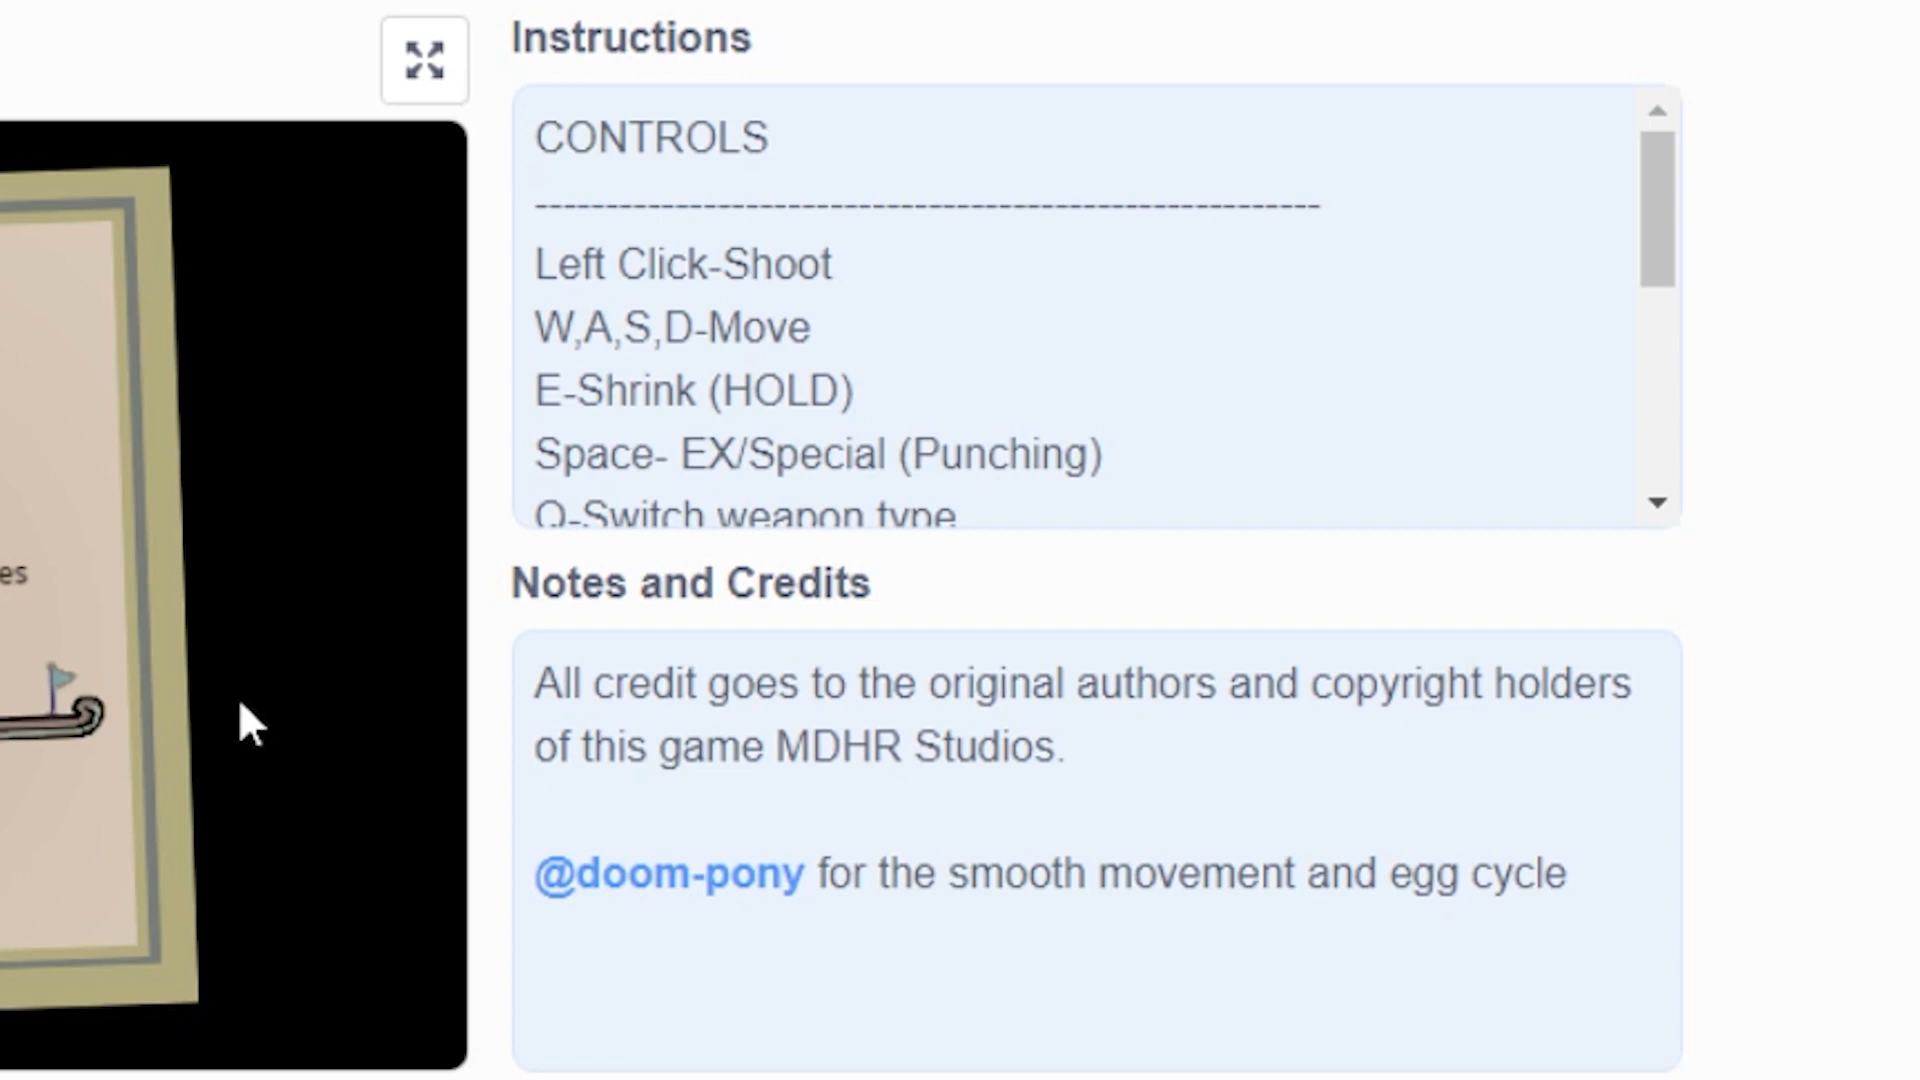 Instructions
CONTROLS
--------------------------------------------------------
Left Click-Shoot
W,A,S,D-Move
E-Shrink (HOLD)
Space- EX/Special (Punching)
Q-Switch weapon type
es
Notes and Credits
All credit goes to the original authors and copyright holders
of this game MDHR Studios.
@doom-pony for the smooth movement and egg cycle